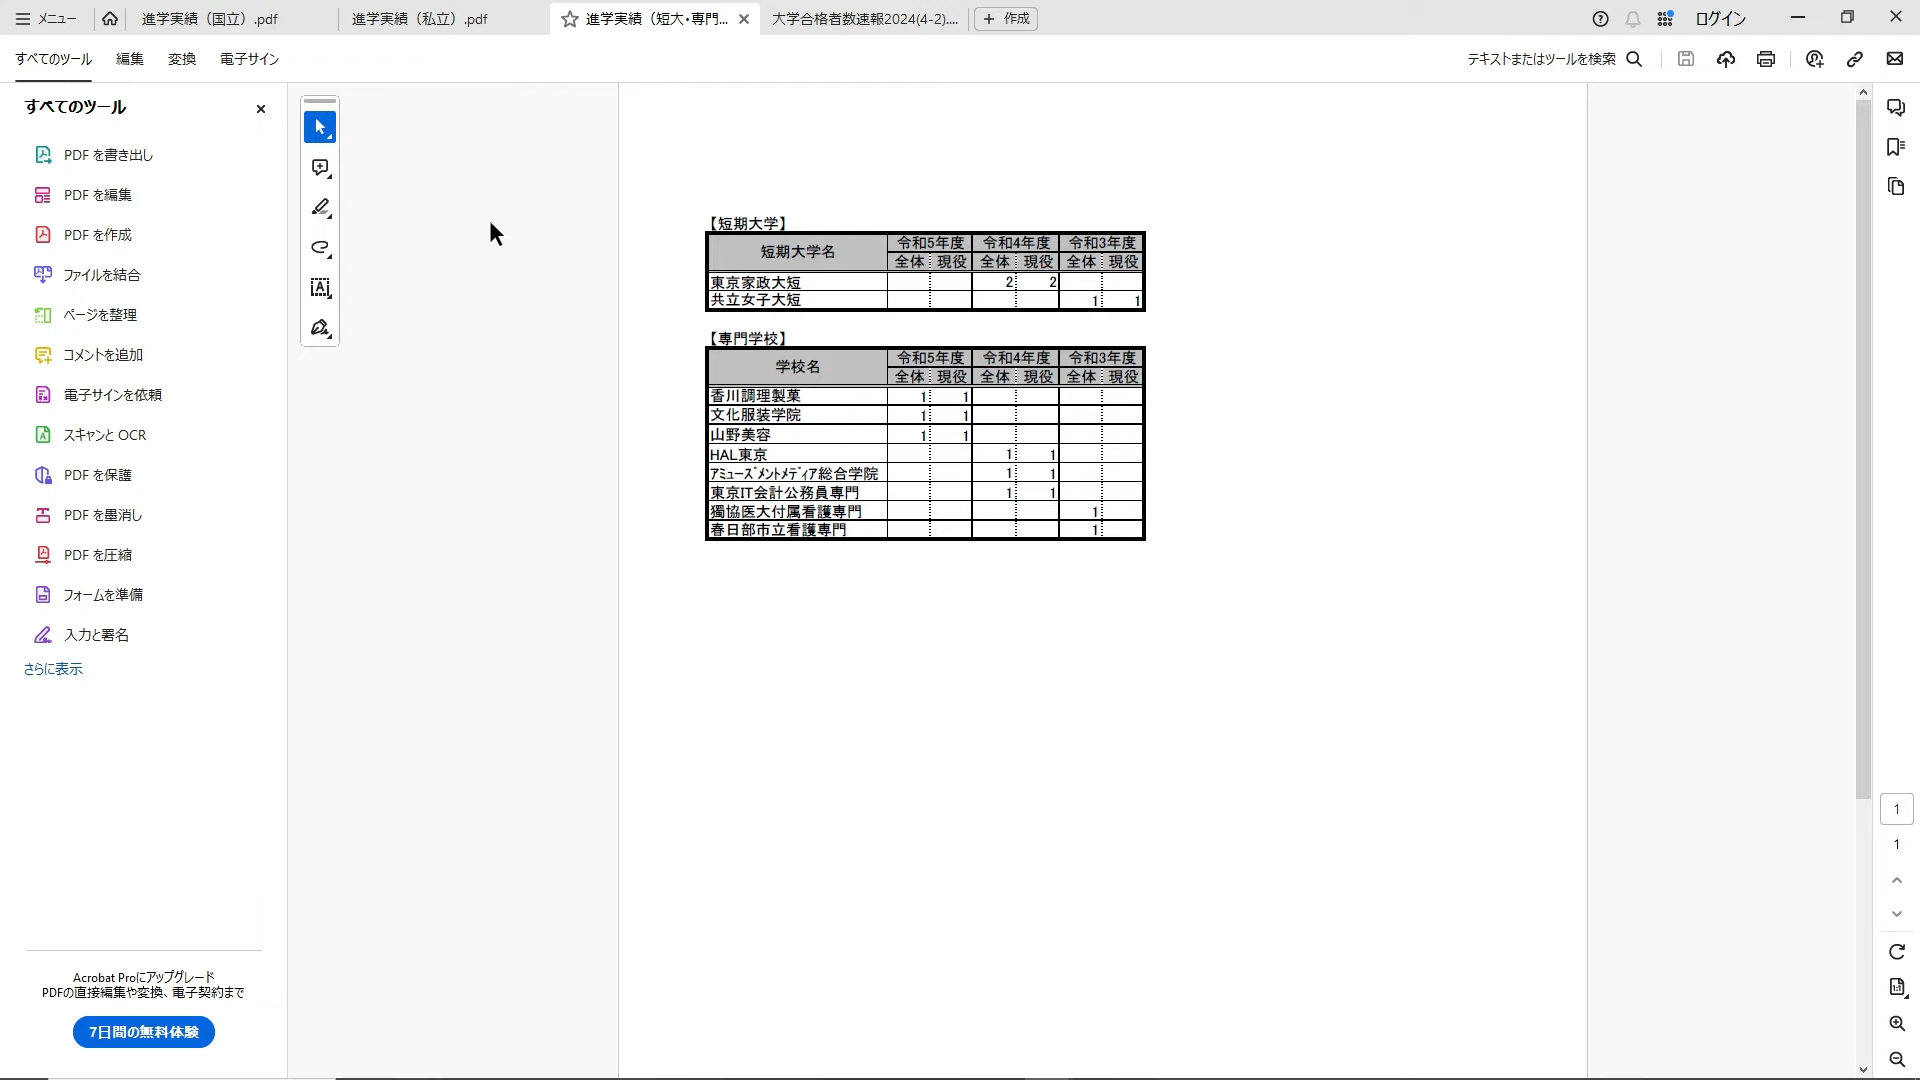 メニュー
進学実績（国立）.pdf
進学実績（私立）.pdf
進学実績（短大・専門...
大学合格者数速報2024(4-2)....
作成
ログイン
すべてのツール
編集
変換
電子サイン
テキストまたはツールを検索
すべてのツール
PDF を書き出し
PDF を編集
PDF を作成
ファイルを結合
ページを整理
コメントを追加
電子サインを依頼
スキャンと OCR
PDF を保護
PDF を墨消し
PDF を圧縮
フォームを準備
入力と署名
さらに表示
Acrobat Proにアップグレード
PDFの直接編集や変換、電子契約まで
7日間の無料体験
【短期大学】
短期大学名 令和5年度 令和4年度 令和3年度
全体 現役 全体 現役 全体 現役
東京家政大短 2 2
共立女子大短 1 1
【専門学校】
学校名 令和5年度 令和4年度 令和3年度
全体 現役 全体 現役 全体 現役
香川調理製菓 1 1
文化服装学院 1 1
山野美容 1 1
HAL東京 1 1
ｱﾐｭｰｽﾞﾒﾝﾄﾒﾃﾞｨｱ総合学院 1 1
東京IT会計公務員専門 1 1
獨協医大付属看護専門 1
春日部市立看護専門 1
1
1